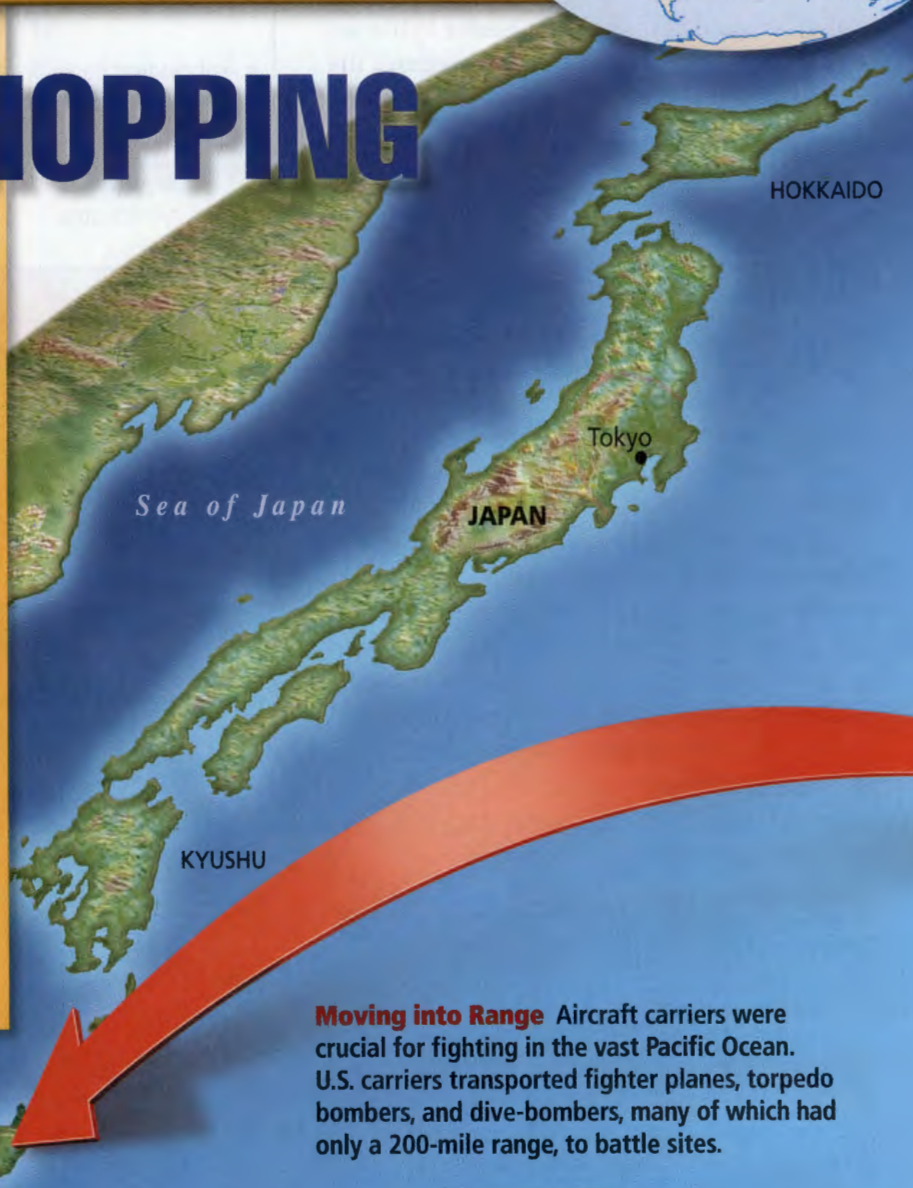 HOPPING
HOKKAIDO
Tokyo
Sea of Japan
JAPAN
KYUSHU
Moving into Range Aircraft carriers were
crucial for fighting in the vast Pacific Ocean.
U.S. carriers transported fighter planes, torpedo
bombers, and dive-bombers, many of which had
only a 200-mile range, to battle sites.